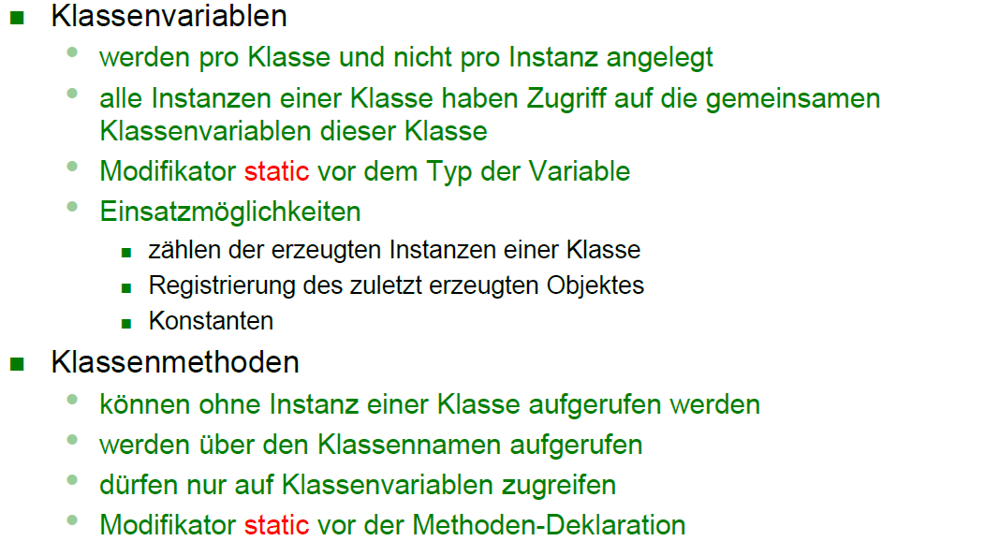 Klassenvariablen
werden pro Klasse und nicht pro Instanz angelegt
alle Instanzen einer Klasse haben Zugriff auf die gemeinsamen
Klassenvariablen dieser Klasse
Modifikator static vor dem Typ der Variable
Einsatzmöglichkeiten
zählen der erzeugten Instanzen einer Klasse
Registrierung des zuletzt erzeugten Objektes
Konstanten
Klassenmethoden
können ohne Instanz einer Klasse aufgerufen werden
werden über den Klassennamen aufgerufen
dürfen nur auf Klassenvariablen zugreifen
Modifikator static vor der Methoden-Deklaration